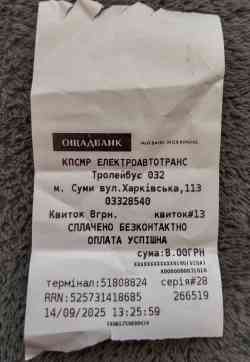 ОЩАДБАНК
КПСМР ЕЛЕКТРОАВТОТРАНС
Тролейбус 032
м. Суми вул.Харківська,113
03328540
Квиток 8грн. квиток#13
СПЛАЧЕНО БЕЗКОНТАКТНО
ОПЛАТА УСПІШНА
сума:8.00ГРН
термінал:51808824 серія#28
RRN:525731418685 266519
14/09/2025 13:25:59